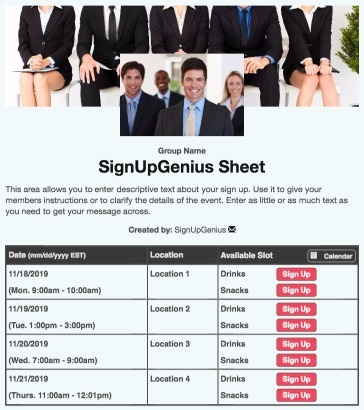 Group Name
SignUpGenius Sheet
This area allows you to enter descriptive text about your sign up. Use it to give your
members instructions or to clarify the details of the event. Enter as little or as much text as
you need to get your message across.
Created by: SignUpGenius
Date (mm/dd/yyyy EST) Location Available Slot Calendar
11/18/2019 Location 1 Drinks Sign Up
(Mon. 9:00am - 10:00am) Snacks Sign Up
11/19/2019 Location 2 Drinks Sign Up
(Tue. 1:00pm - 3:00pm) Snacks Sign Up
11/20/2019 Location 3 Drinks Sign Up
(Wed. 7:00am - 9:00am) Snacks Sign Up
11/21/2019 Location 4 Drinks Sign Up
(Thurs. 11:00am - 12:01pm) Snacks Sign Up